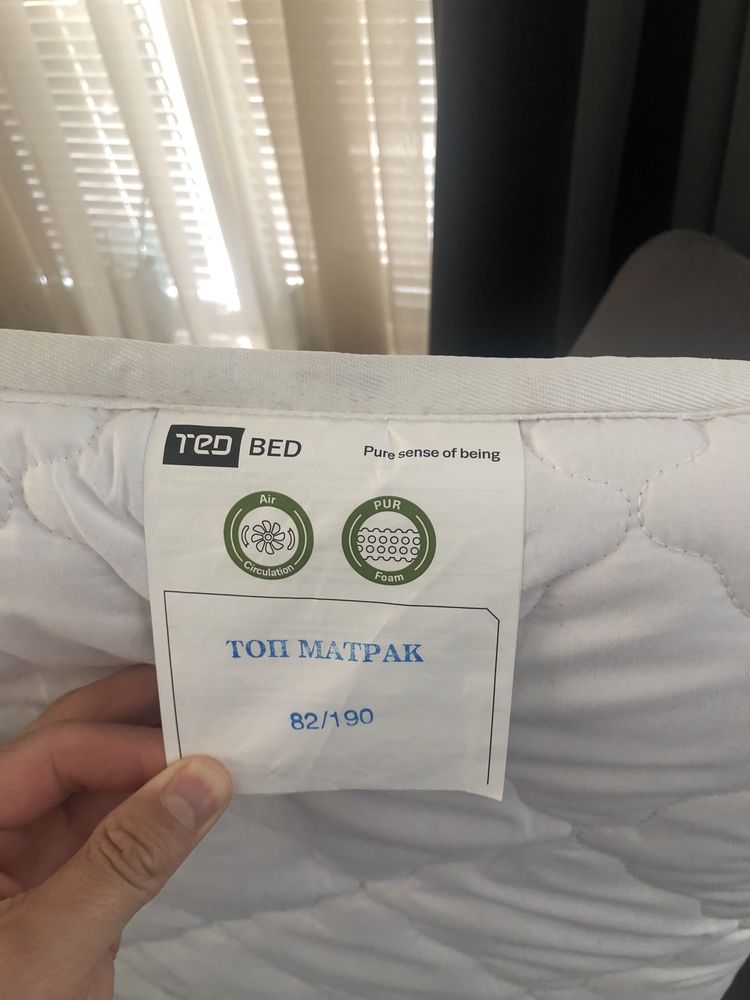 TED BED
Pure sense of being
Air
Circulation
PUR
Foam
ТОП МАТРАК
82/190